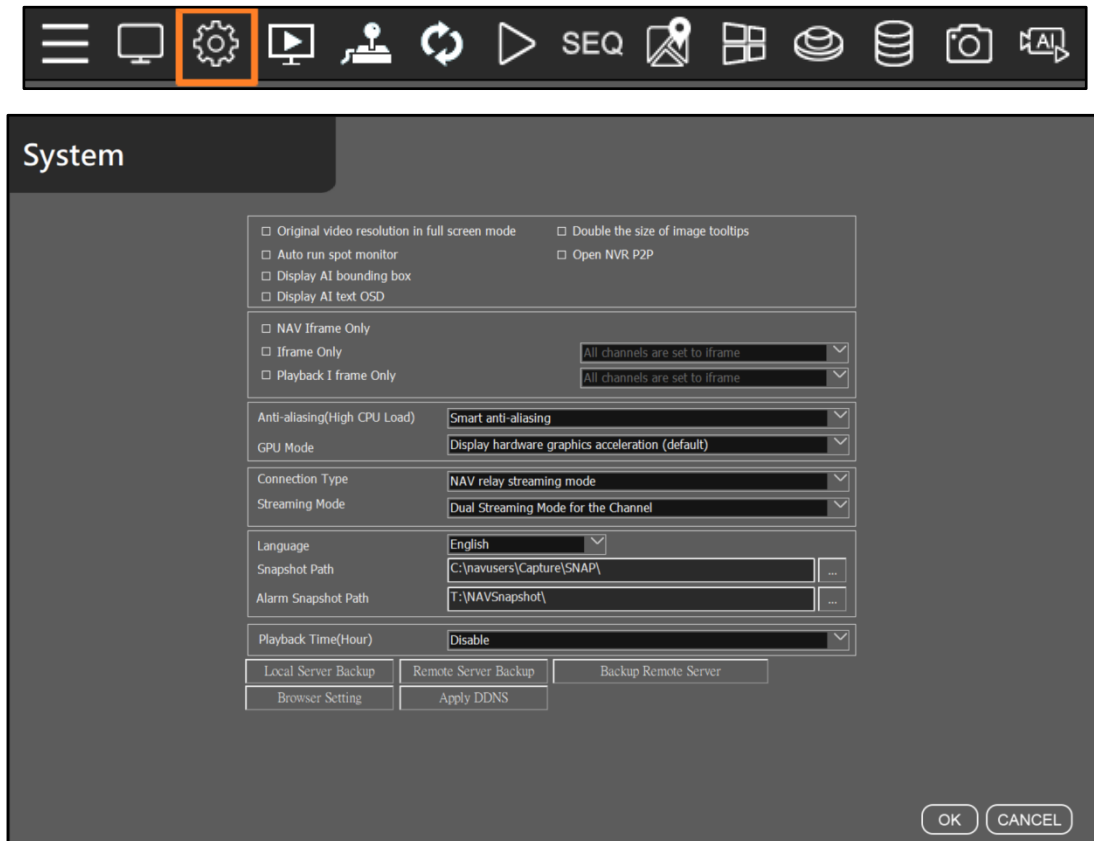 SEQ
AI
System
Original video resolution in full screen mode Double the size of image tooltips
Auto run spot monitor Open NVR P2P
Display AI bounding box
Display AI text OSD
NAV Iframe Only
Iframe Only All channels are set to iframe
Playback I frame Only All channels are set to iframe
Anti-aliasing(High CPU Load) Smart anti-aliasing
GPU Mode Display hardware graphics acceleration (default)
Connection Type NAV relay streaming mode
Streaming Mode Dual Streaming Mode for the Channel
Language English
Snapshot Path C:\navusers\Capture\SNAP\ ...
Alarm Snapshot Path T:\NAVSnapshot\ ...
Playback Time(Hour) Disable
Local Server Backup Remote Server Backup Backup Remote Server
Browser Setting Apply DDNS
OK CANCEL